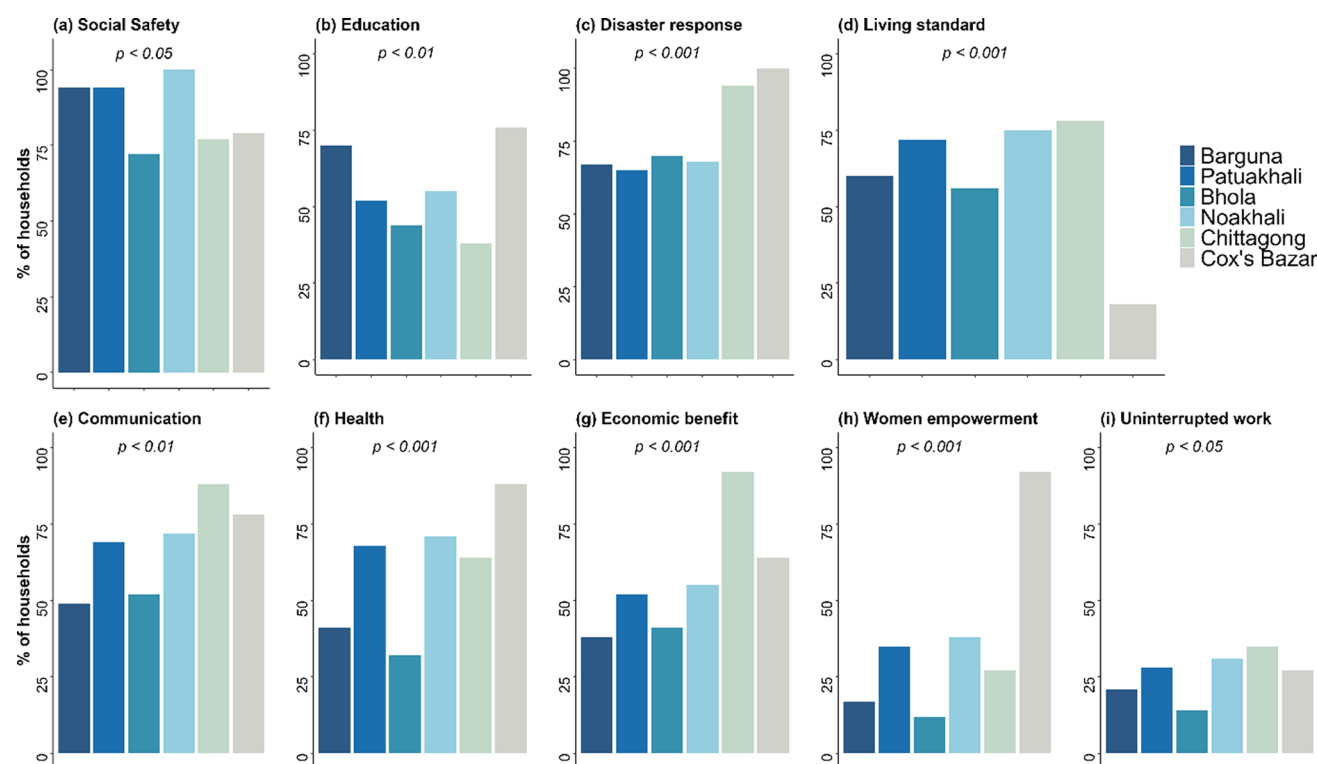 (a) Social Safety
p < 0.05
% of households
0
25
50
75
100
(b) Education
p < 0.01
0
25
50
75
100
(c) Disaster response
p < 0.001
0
25
50
75
100
(d) Living standard
p < 0.001
0
25
50
75
100
Barguna
Patuakhali
Bhola
Noakhali
Chittagong
Cox's Bazar
(e) Communication
p < 0.01
% of households
0
25
50
75
100
(f) Health
p < 0.001
0
25
50
75
100
(g) Economic benefit
p < 0.001
0
25
50
75
100
(h) Women empowerment
p < 0.001
0
25
50
75
100
(i) Uninterrupted work
p < 0.05
0
25
50
75
100